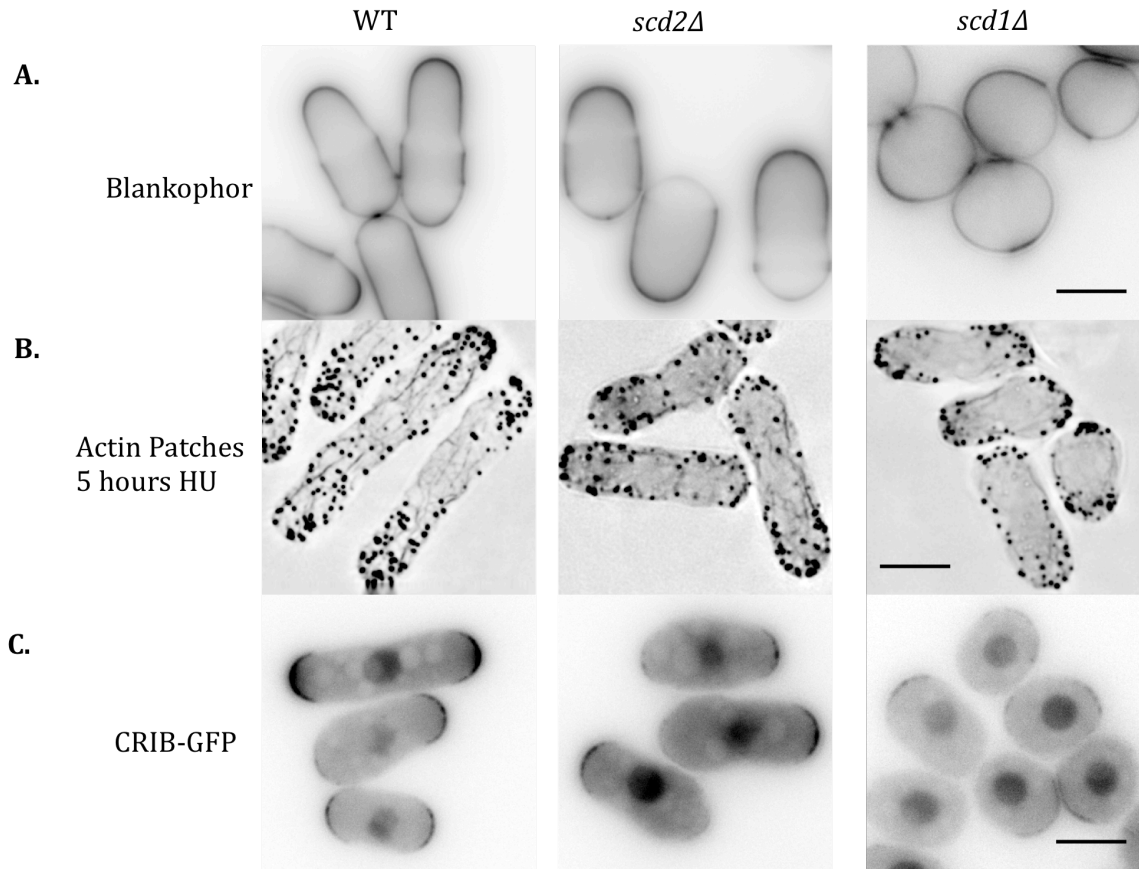 WT
scd2Δ
scd1Δ
A.
Blankophor
B.
Actin Patches
5 hours HU
C.
CRIB-GFP